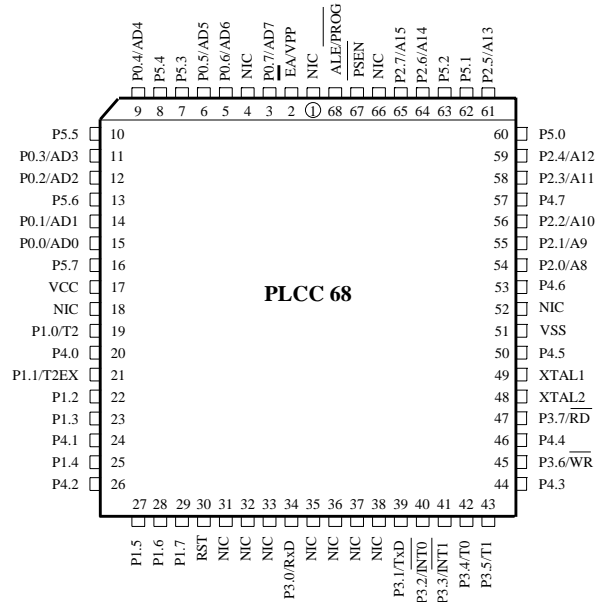 P0.4/AD4
P5.4
P5.3
P0.5/AD5
P0.6/AD6
NIC
P0.7/AD7
EA/VPP
NIC
ALE/PROG
PSEN
NIC
P2.7/A15
P2.6/A14
P5.2
P5.1
P2.5/A13
9 8 7 6 5 4 3 2 1 68 67 66 65 64 63 62 61
P5.5 10 60 P5.0
P0.3/AD3 11 59 P2.4/A12
P0.2/AD2 12 58 P2.3/A11
P5.6 13 57 P4.7
P0.1/AD1 14 56 P2.2/A10
P0.0/AD0 15 55 P2.1/A9
P5.7 16 54 P2.0/A8
VCC 17 PLCC 68 53 P4.6
NIC 18 52 NIC
P1.0/T2 19 51 VSS
P4.0 20 50 P4.5
P1.1/T2EX 21 49 XTAL1
P1.2 22 48 XTAL2
P1.3 23 47 P3.7/RD
P4.1 24 46 P4.4
P1.4 25 45 P3.6/WR
P4.2 26 44 P4.3
27 28 29 30 31 32 33 34 35 36 37 38 39 40 41 42 43
P1.5
P1.6
P1.7
RST
NIC
NIC
NIC
P3.0/RxD
NIC
NIC
NIC
NIC
P3.1/TxD
P3.2/INT0
P3.3/INT1
P3.4/T0
P3.5/T1